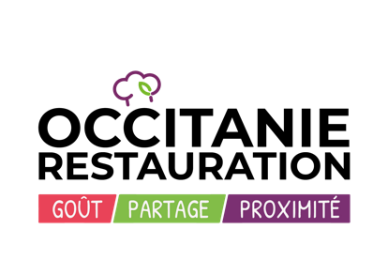 OCCITANIE
RESTAURATION
GOÛT PARTAGE PROXIMITÉ